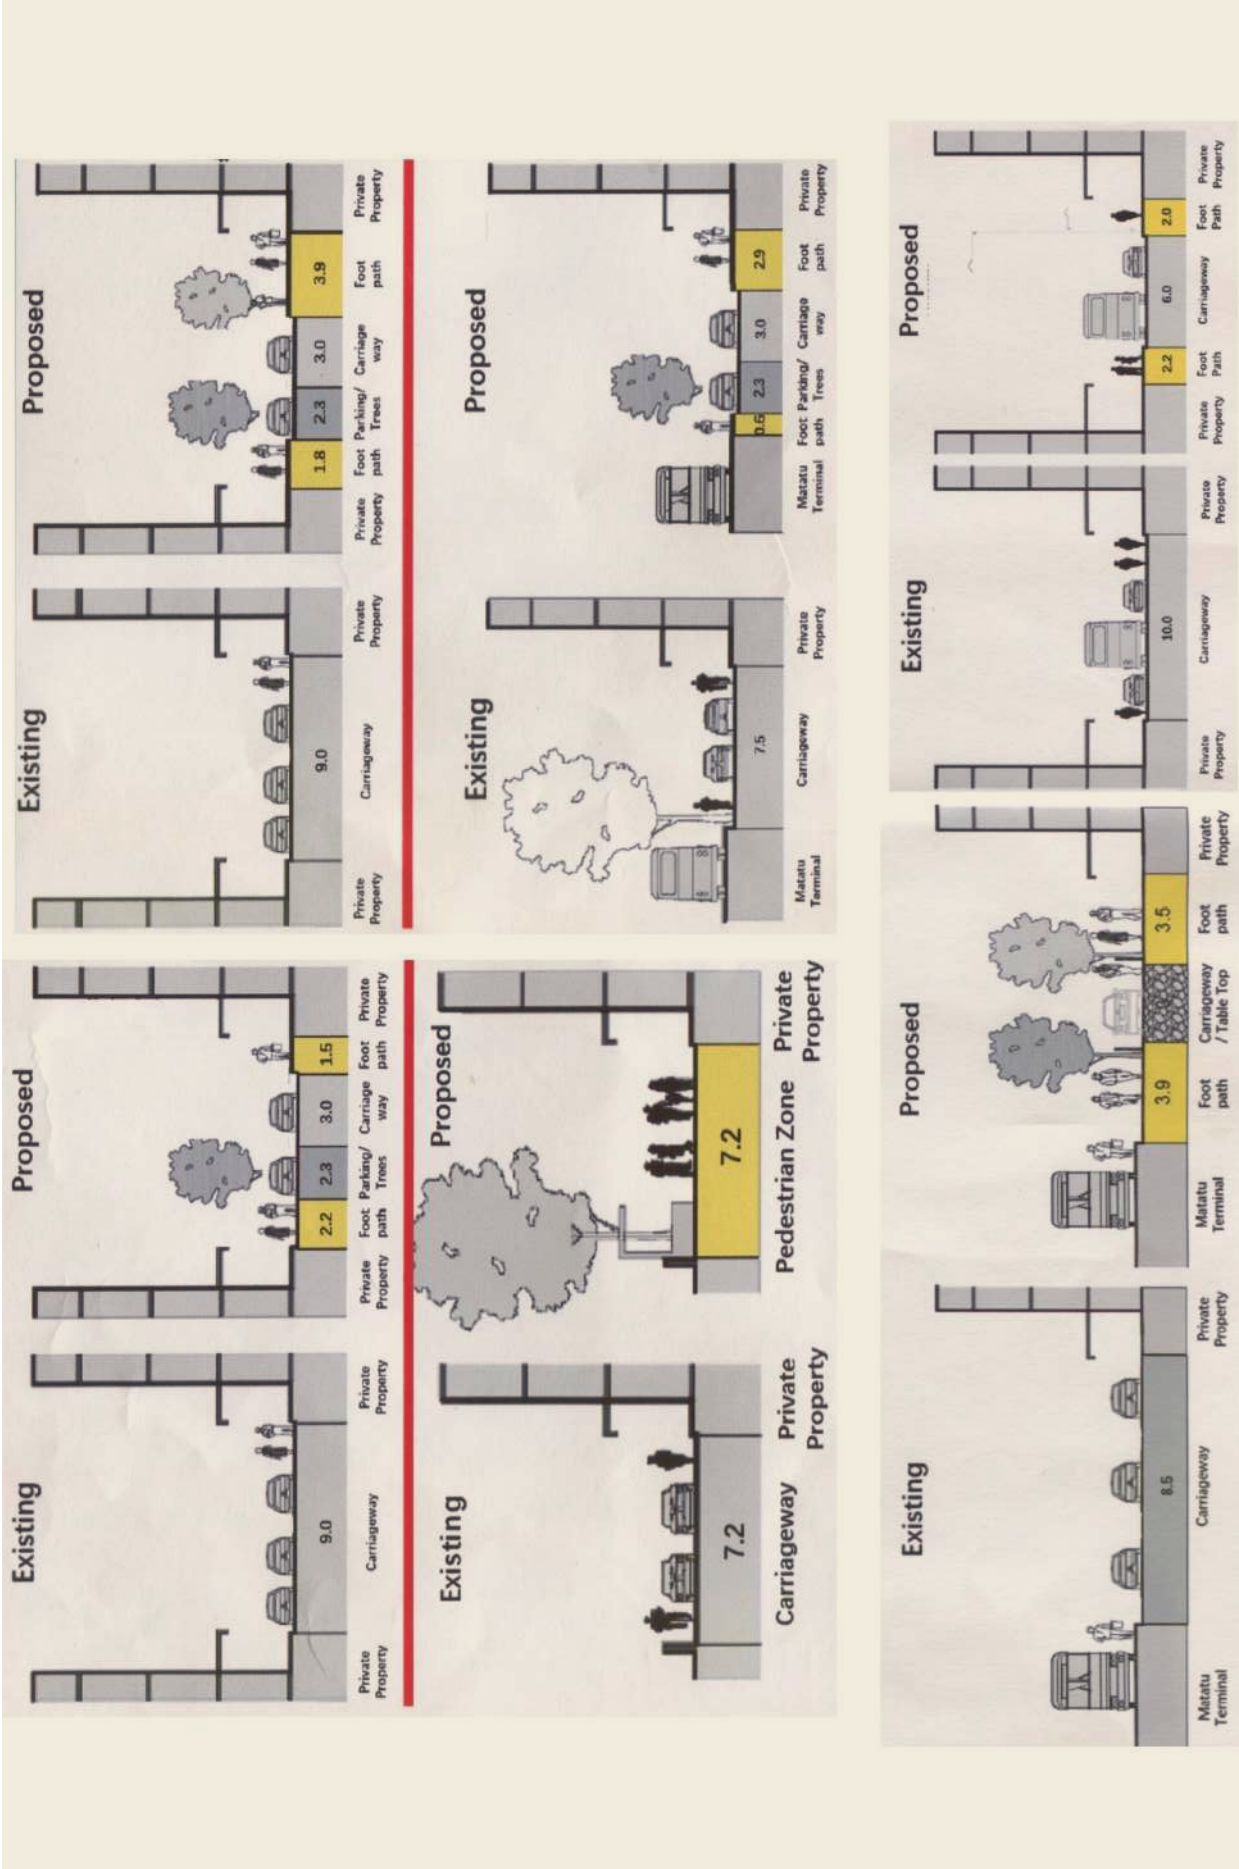 Existing
9.0
Private
Property
Carriageway
Private
Property
Proposed
2.2
2.3
3.0
1.5
Private
Property
Foot
path
Parking/
Trees
Carriage
way
Foot
path
Private
Property
Existing
9.0
Private
Property
Carriageway
Private
Property
Proposed
1.8
2.3
3.0
3.9
Private
Property
Foot
path
Parking/
Trees
Carriage
way
Foot
path
Private
Property
Existing
7.2
Carriageway
Private
Property
Proposed
7.2
Pedestrian Zone
Private
Property
Existing
7.5
Matatu
Terminal
Carriageway
Private
Property
Proposed
0.6
2.3
3.0
2.9
Matatu
Terminal
Foot
path
Parking/
Trees
Carriage
way
Foot
path
Private
Property
Existing
8.5
Matatu
Terminal
Carriageway
Private
Property
Proposed
3.9
3.5
Matatu
Terminal
Foot
path
Carriageway
/ Table Top
Foot
path
Private
Property
Existing
10.0
Private
Property
Carriageway
Private
Property
Proposed
2.2
6.0
2.0
Private
Property
Foot
Path
Carriageway
Foot
Path
Private
Property